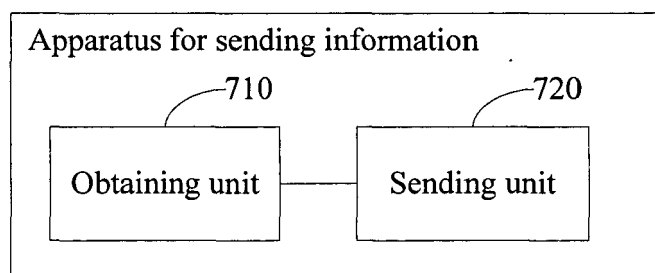 Apparatus for sending information
710
720
Obtaining unit
Sending unit